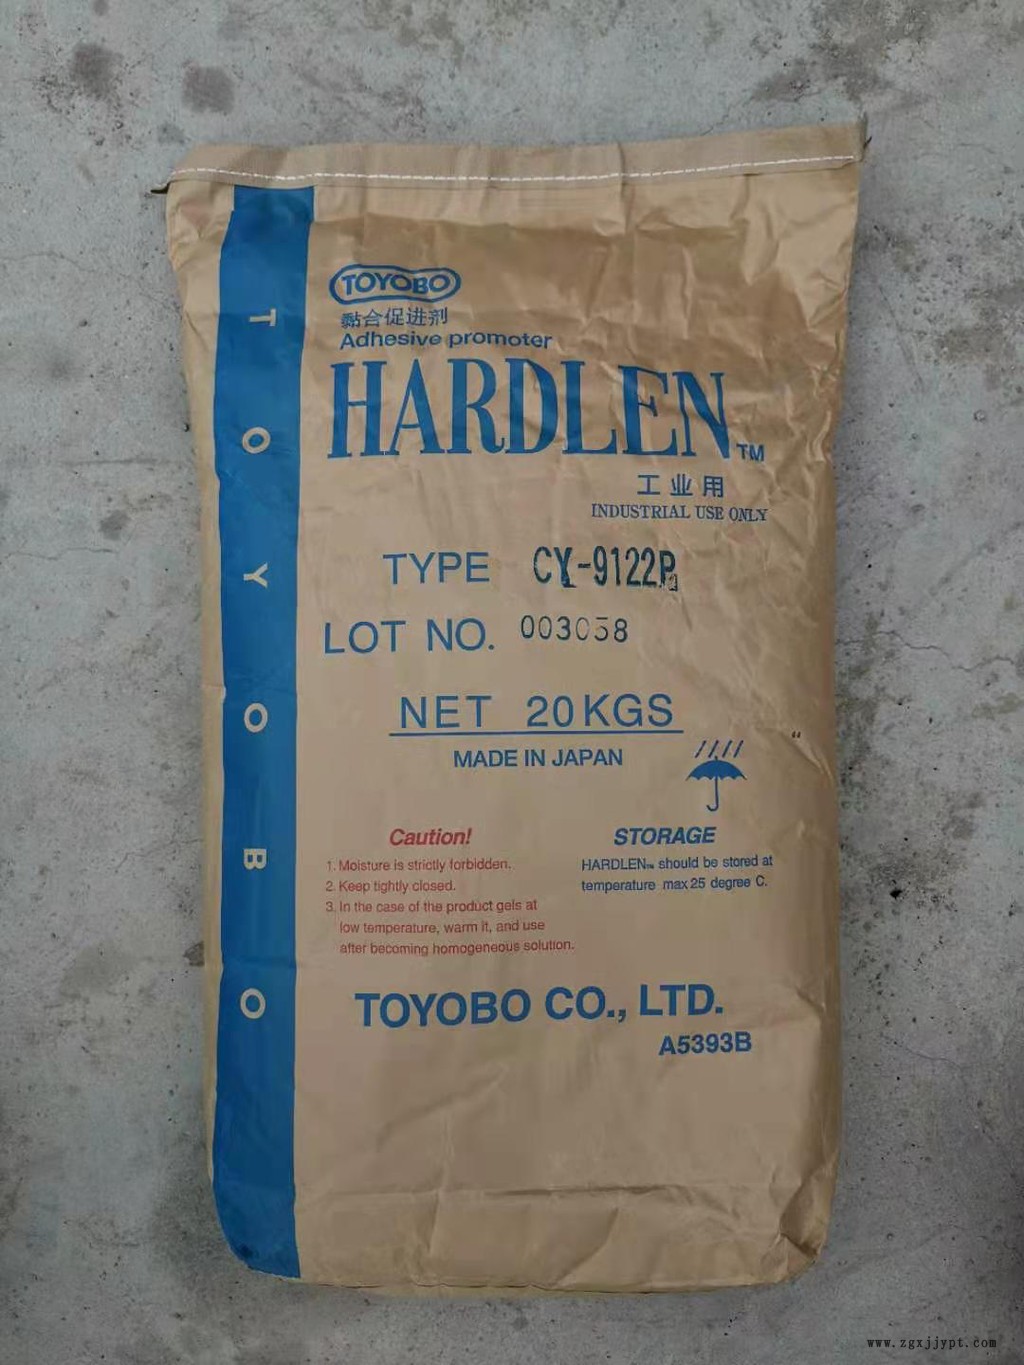 TOYOBO
TOYOBO
黏合促进剂
Adhesive promoter
HARDLEN™
工业用
INDUSTRIAL USE ONLY
TYPE CY-9122P
LOT NO. 003058
NET 20KGS
MADE IN JAPAN
Caution!
1. Moisture is strictly forbidden.
2. Keep tightly closed.
3. In the case of the product gels at
low temperature, warm it, and use
after becoming homogeneous solution.
STORAGE
HARDLEN™ should be stored at
temperature max 25 degree C.
TOYOBO CO., LTD.
A5393B
www.zgxjjypt.com